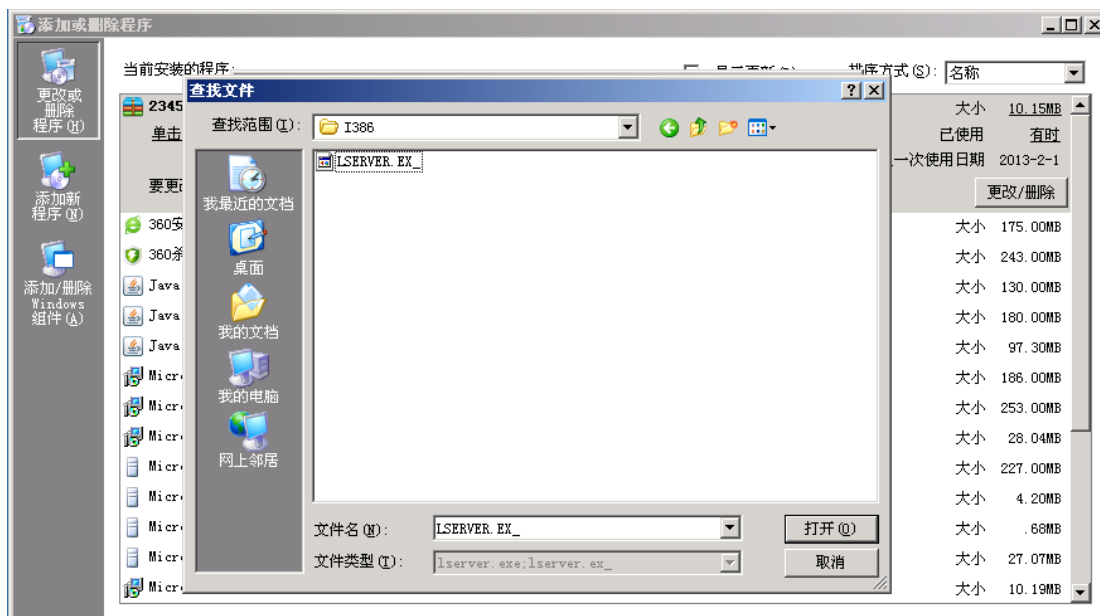 添加或删除程序
更改或
删除
程序(H)
添加新
程序(N)
添加/删除
Windows
组件(A)
当前安装的程序:
排序方式(S): 名称
2345
单击
大小 10.15MB
已使用 有时
一次使用日期 2013-2-1
要更
更改/删除
360安
大小 175.00MB
360杀
大小 243.00MB
Java
大小 130.00MB
Java
大小 180.00MB
Java
大小 97.30MB
Micr
大小 186.00MB
Micr
大小 253.00MB
Micr
大小 28.04MB
Micr
大小 227.00MB
Micr
大小 4.20MB
Micr
大小 .68MB
Micr
大小 27.07MB
Micr
大小 10.19MB
查找文件
查找范围(I): I386
我最近的文档
桌面
我的文档
我的电脑
网上邻居
LSERVER.EX_
文件名(N): LSERVER.EX_
打开(O)
文件类型(T): lserver.exe;lserver.ex_
取消